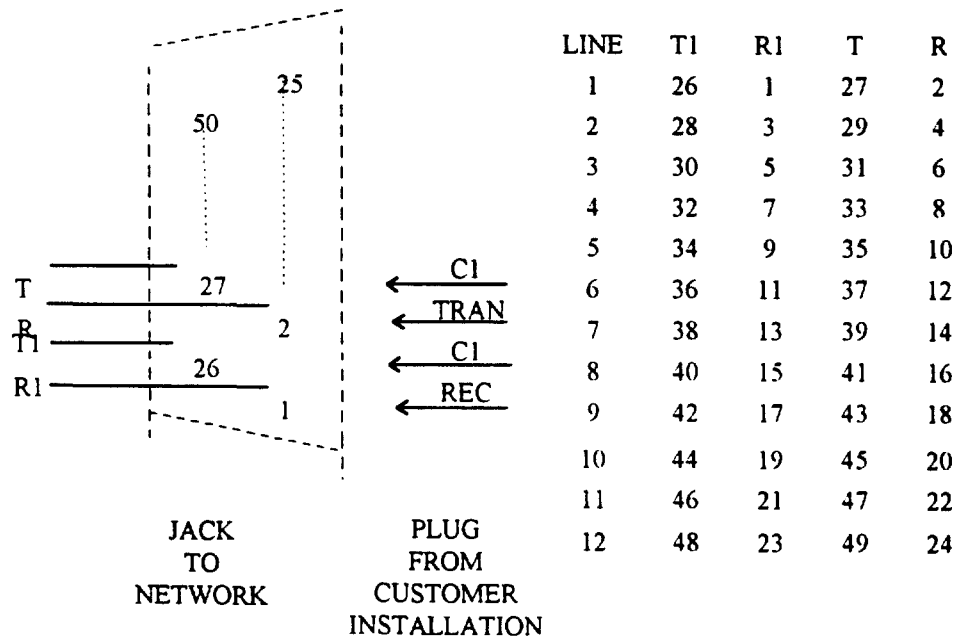 25
50
T
27
R
2
T1
26
R1
1
C1
TRAN
C1
REC
JACK
TO
NETWORK
PLUG
FROM
CUSTOMER
INSTALLATION
LINE T1 R1 T R
1 26 1 27 2
2 28 3 29 4
3 30 5 31 6
4 32 7 33 8
5 34 9 35 10
6 36 11 37 12
7 38 13 39 14
8 40 15 41 16
9 42 17 43 18
10 44 19 45 20
11 46 21 47 22
12 48 23 49 24